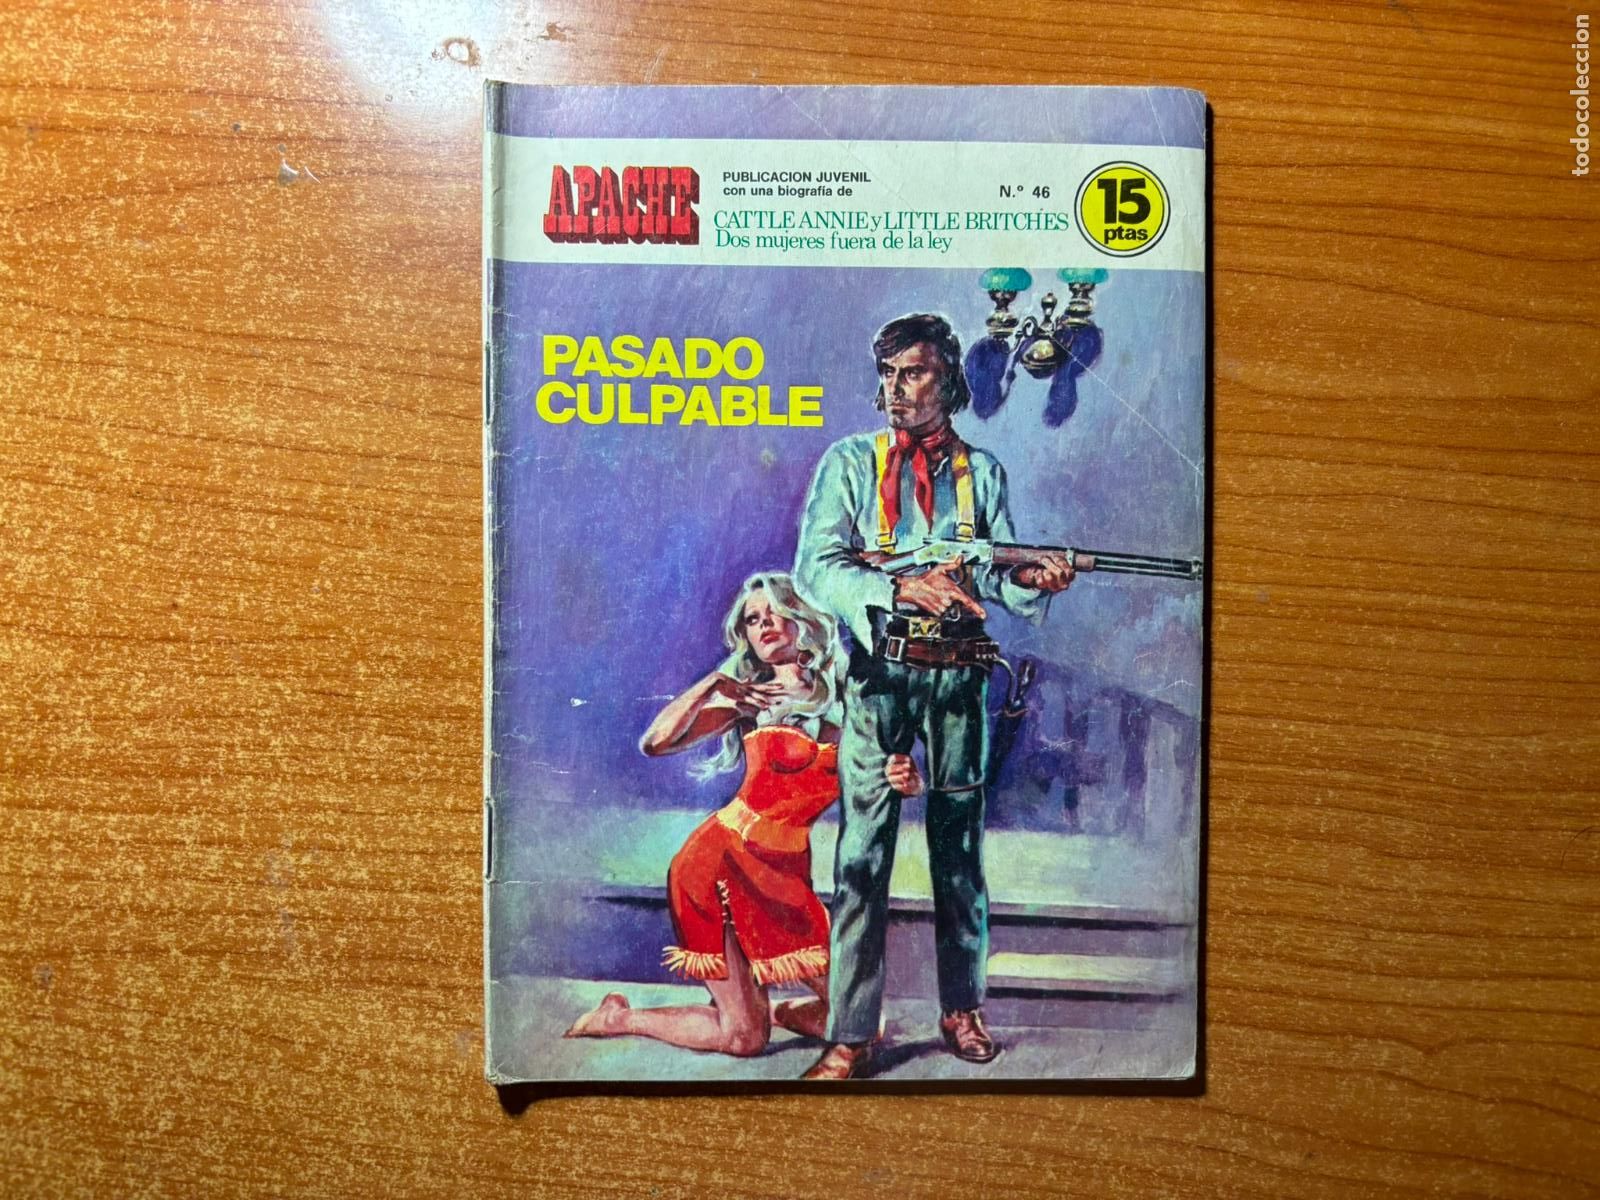 APACHE
PUBLICACION JUVENIL
con una biografía de
CATTLE ANNIE y LITTLE BRITCHES
Dos mujeres fuera de la ley
N.º 46
15
ptas
PASADO
CULPABLE
todocoleccion